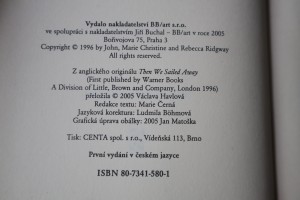 Vydalo nakladatelství BB/art s.r.o.
ve spolupráci s nakladatelstvím Jiří Buchal – BB/art v roce 2005
Bořivojova 75, Praha 3
Copyright © 1996 by John, Marie Christine and Rebecca Ridgway
All rights reserved.
Z anglického originálu Then We Sailed Away
(First published by Warner Books
A Division of Little, Brown and Company, London 1996)
přeložila © 2005 Václava Havlová
Redakce textu: Marie Černá
Jazyková korektura: Ludmila Böhmová
Grafická úprava obálky: 2005 Jan Matoška
Tisk: CENTA spol. s r.o., Vídeňská 113, Brno
První vydání v českém jazyce
ISBN 80-7341-580-1